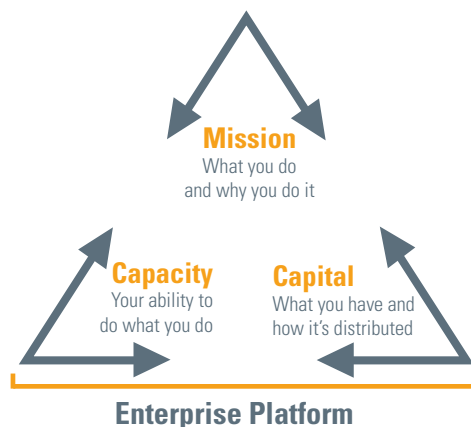 Mission
What you do
and why you do it
Capacity
Your ability to
do what you do
Capital
What you have and
how it's distributed
Enterprise Platform